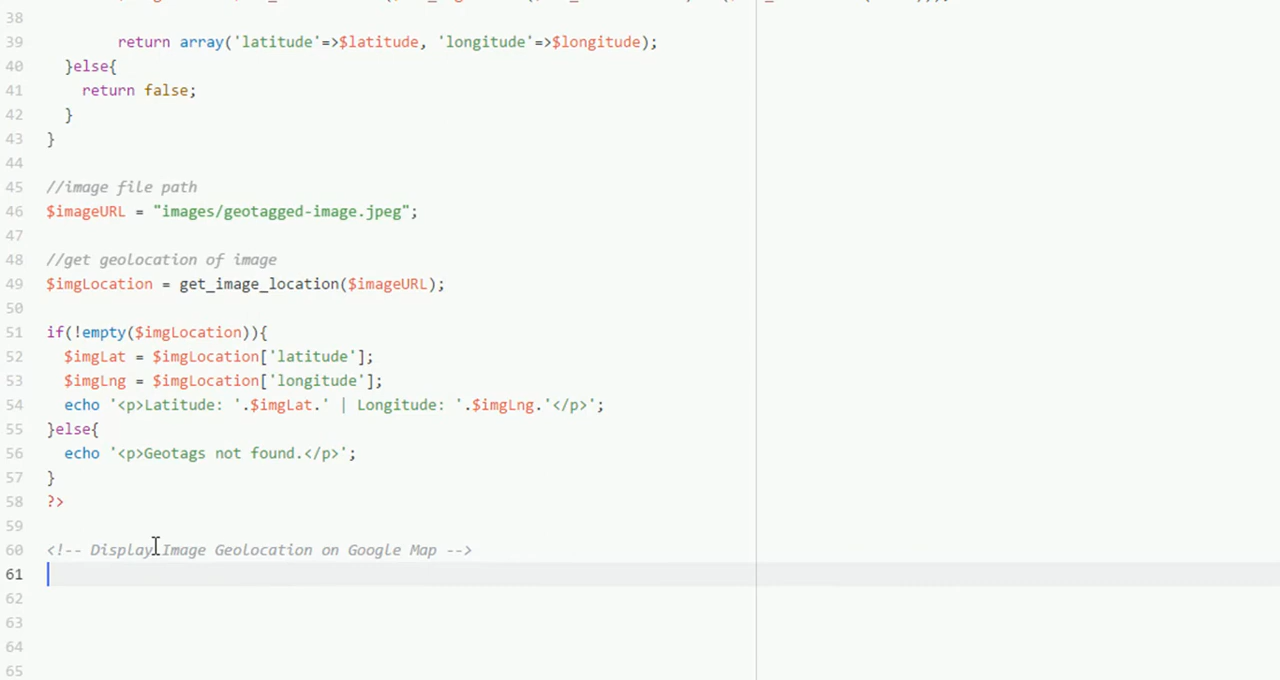 38
39 return array('latitude'=>$latitude, 'longitude'=>$longitude);
40 }else{
41 return false;
42 }
43 }
44
45 //image file path
46 $imageURL = "images/geotagged-image.jpeg";
47
48 //get geolocation of image
49 $imgLocation = get_image_location($imageURL);
50
51 if(!empty($imgLocation)){
52 $imgLat = $imgLocation['latitude'];
53 $imgLng = $imgLocation['longitude'];
54 echo '<p>Latitude: '.$imgLat.' | Longitude: '.$imgLng.'</p>';
55 }else{
56 echo '<p>Geotags not found.</p>';
57 }
58 ?>
59
60 <!-- Display Image Geolocation on Google Map -->
61
62
63
64
65